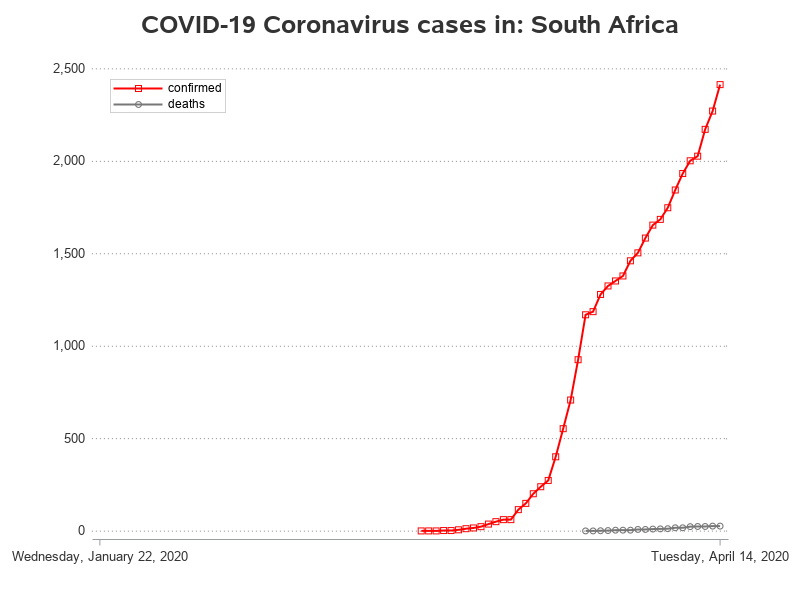 COVID-19 Coronavirus cases in: South Africa
2,500
confirmed
deaths
2,000
1,500
1,000
500
0
Wednesday, January 22, 2020
Tuesday, April 14, 2020